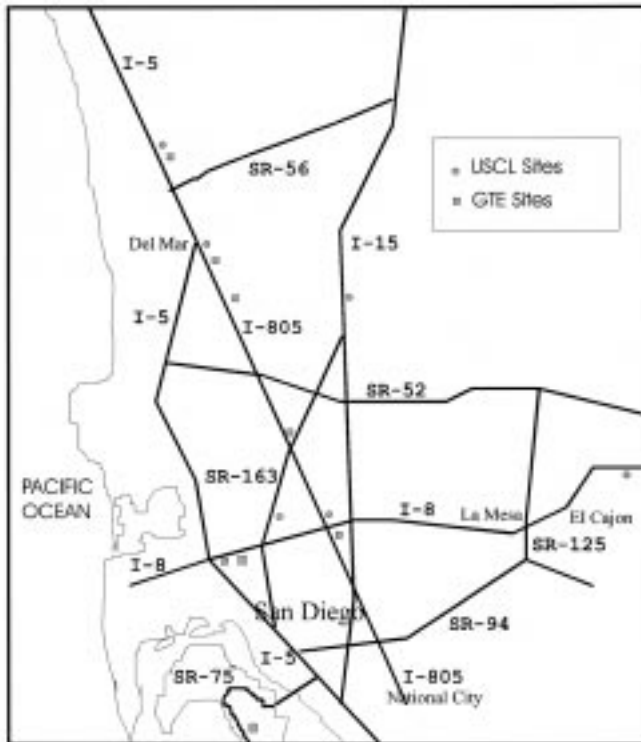 I-5
SR-56
USCL Sites
GTE Sites
Del Mar
I-15
I-5
I-805
SR-52
SR-163
PACIFIC
OCEAN
I-8
La Mesa
El Cajon
SR-125
I-8
San Diego
SR-94
I-5
SR-75
I-805
National City